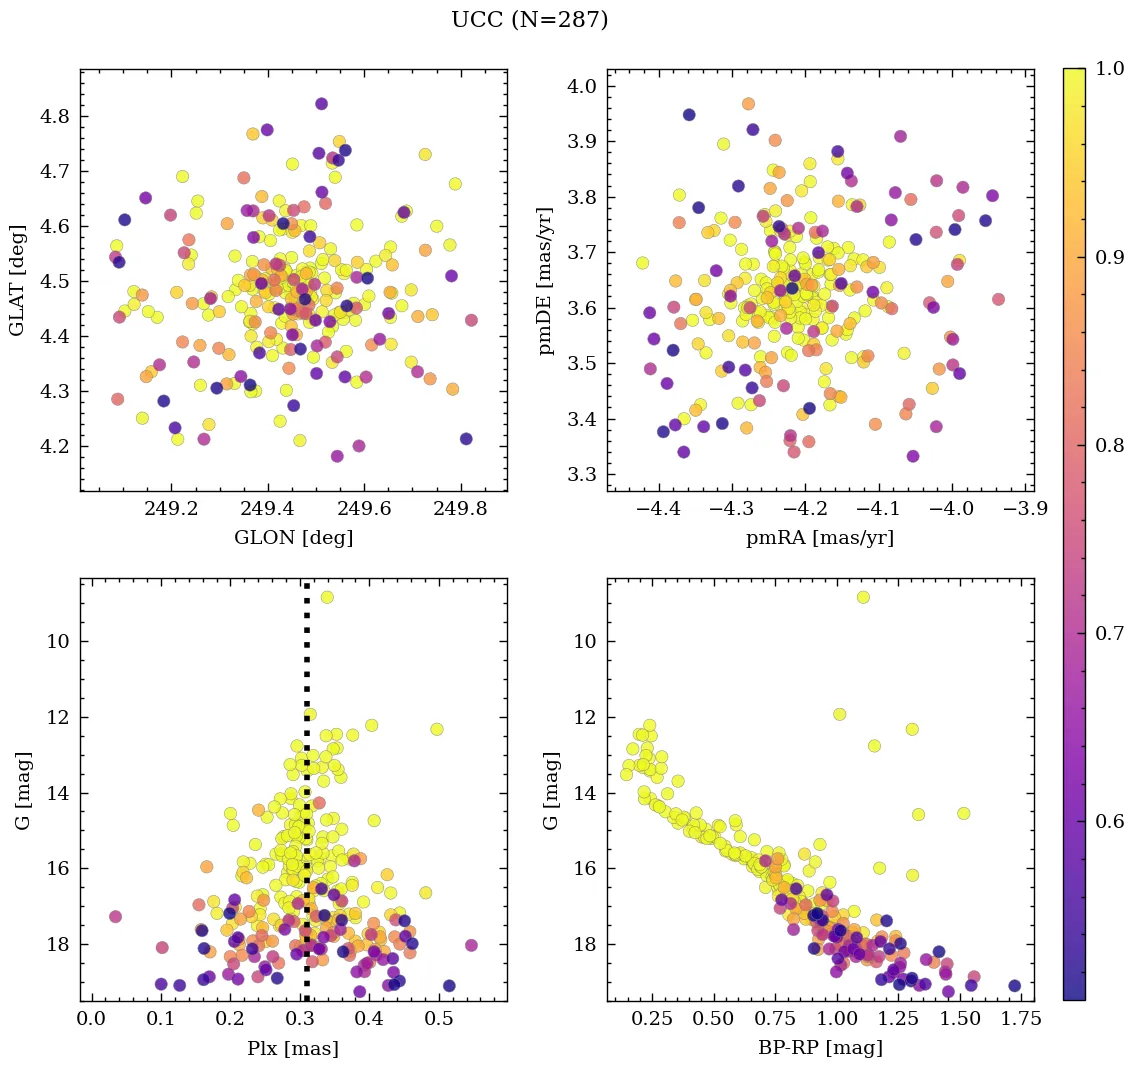 UCC (N=287)
4.8
4.7
4.6
4.5
4.4
4.3
4.2
GLAT [deg]
249.2 249.4 249.6 249.8
GLON [deg]
4.0
3.9
3.8
3.7
3.6
3.5
3.4
3.3
pmDE [mas/yr]
−4.4 −4.3 −4.2 −4.1 −4.0 −3.9
pmRA [mas/yr]
10
12
14
16
18
G [mag]
0.0 0.1 0.2 0.3 0.4 0.5
Plx [mas]
10
12
14
16
18
G [mag]
0.25 0.50 0.75 1.00 1.25 1.50 1.75
BP-RP [mag]
1.0
0.9
0.8
0.7
0.6